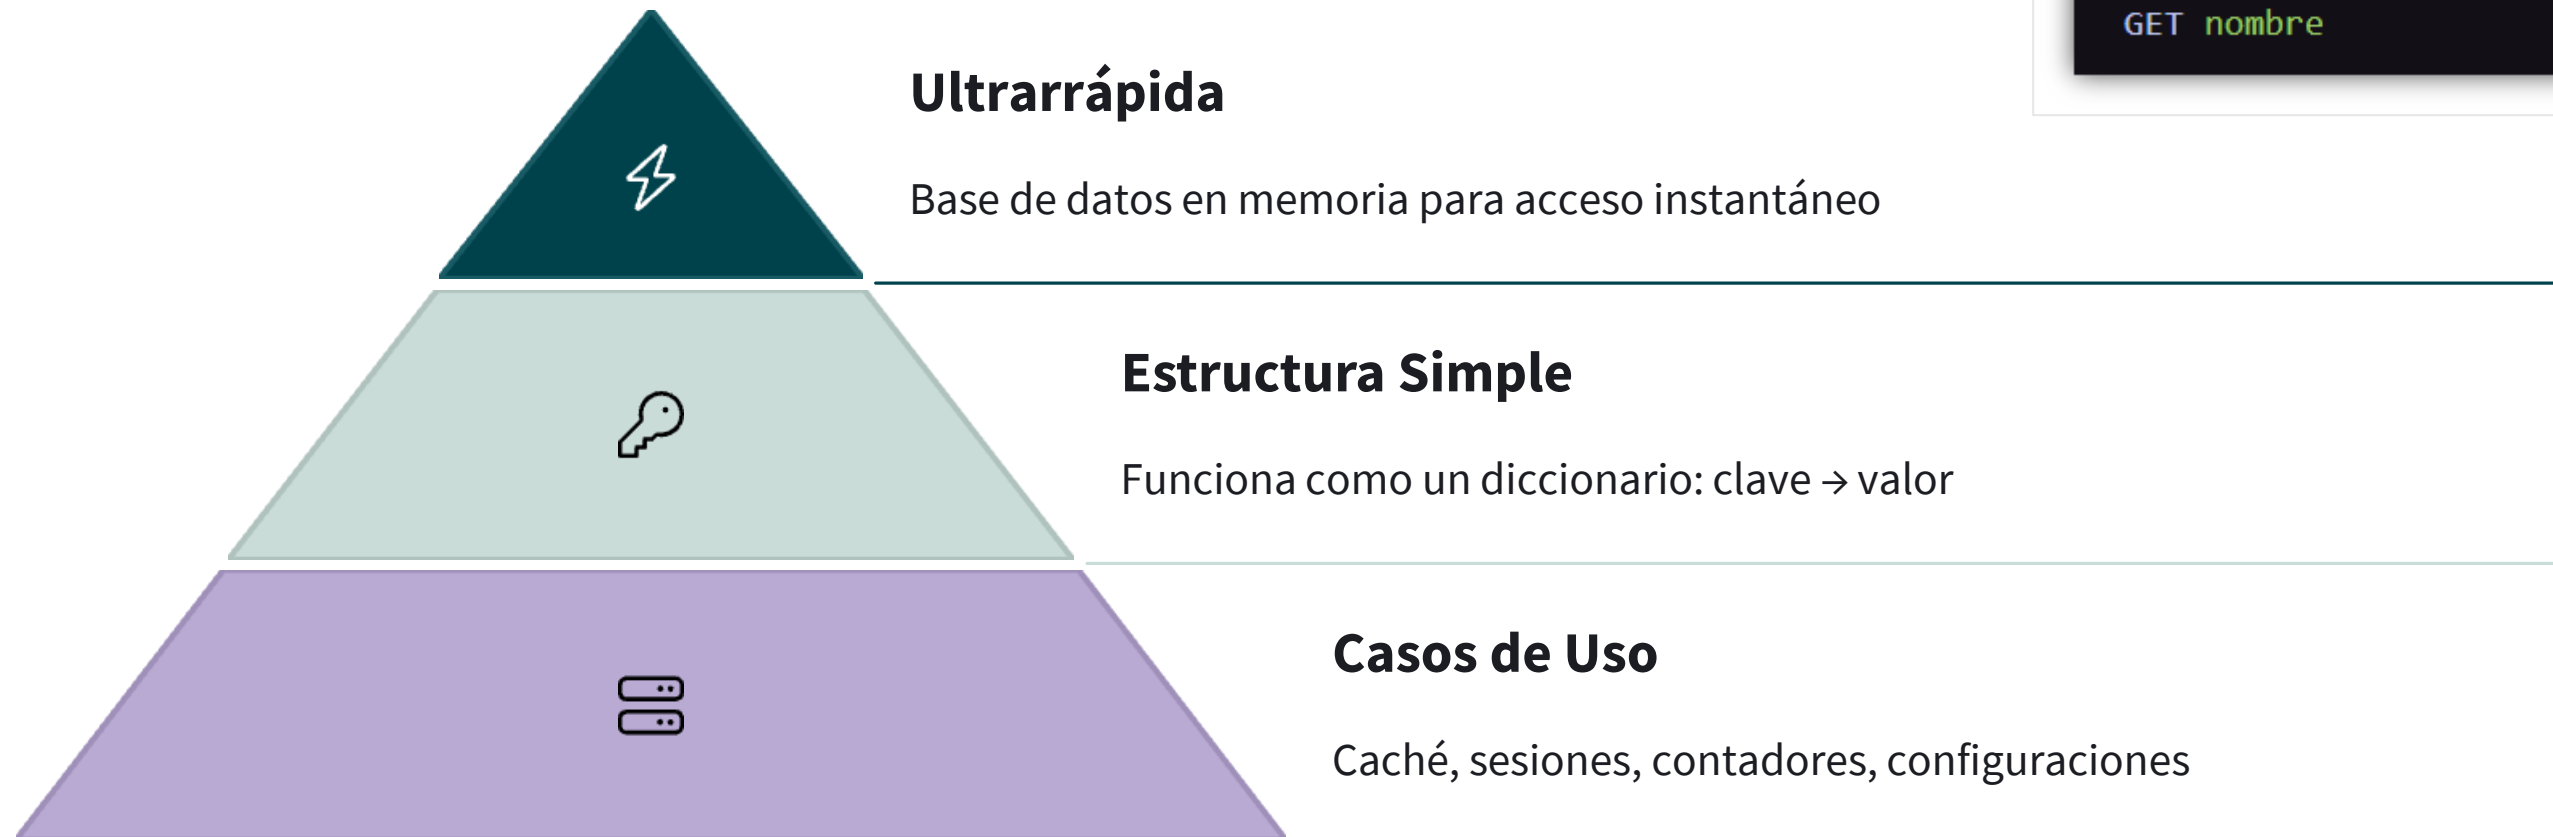 GET nombre
Ultrarrápida
Base de datos en memoria para acceso instantáneo
Estructura Simple
Funciona como un diccionario: clave → valor
Casos de Uso
Caché, sesiones, contadores, configuraciones